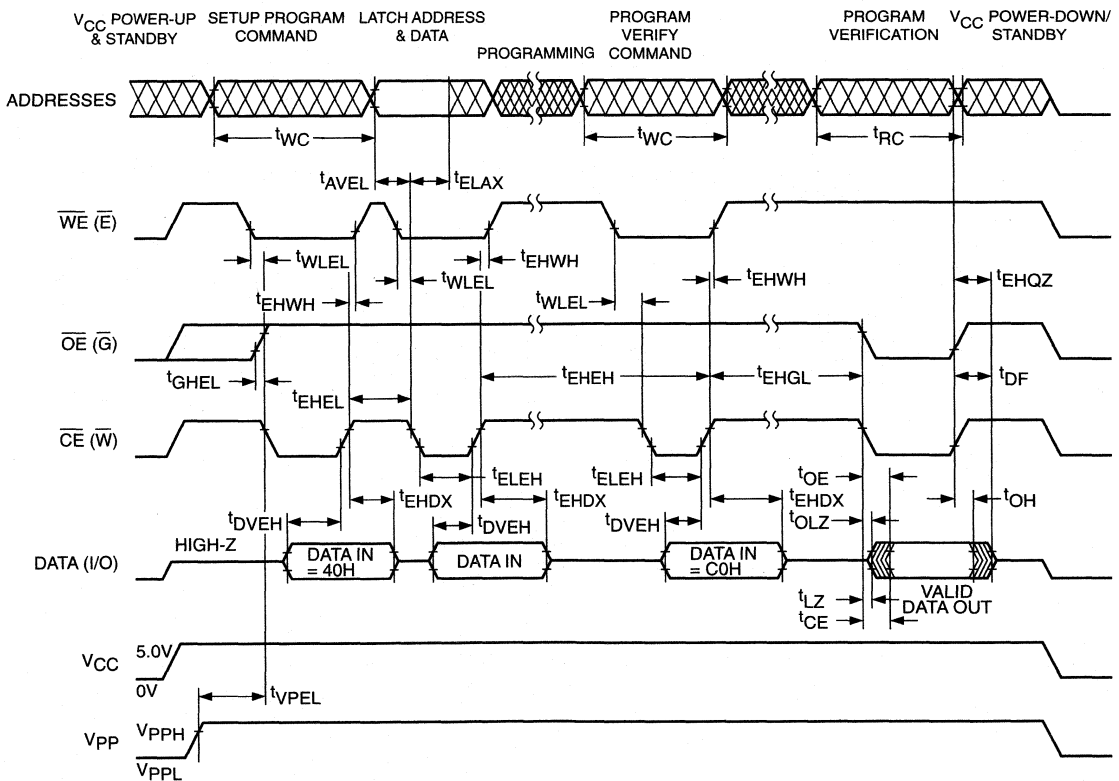 VCC POWER-UP & STANDBY
SETUP PROGRAM COMMAND
LATCH ADDRESS & DATA
PROGRAMMING
PROGRAM VERIFY COMMAND
PROGRAM VERIFICATION
VCC POWER-DOWN/ STANDBY
ADDRESSES
tWC
tWC
tRC
tAVEL
tELAX
WE (E)
tWLEL
tWLEL
tEHWH
tEHWH
tWLEL
tEHWH
tEHQZ
OE (G)
tGHEL
tEHEL
tEHEH
tEHGL
tDF
CE (W)
tELEH
tELEH
tOE
tEHDX
tEHDX
tEHDX
tOH
tDVEH
tDVEH
tDVEH
tOLZ
DATA (I/O)
HIGH-Z
DATA IN = 40H
DATA IN
DATA IN = C0H
tLZ
VALID DATA OUT
tCE
VCC
5.0V
0V
tVPEL
VPP
VPPH
VPPL